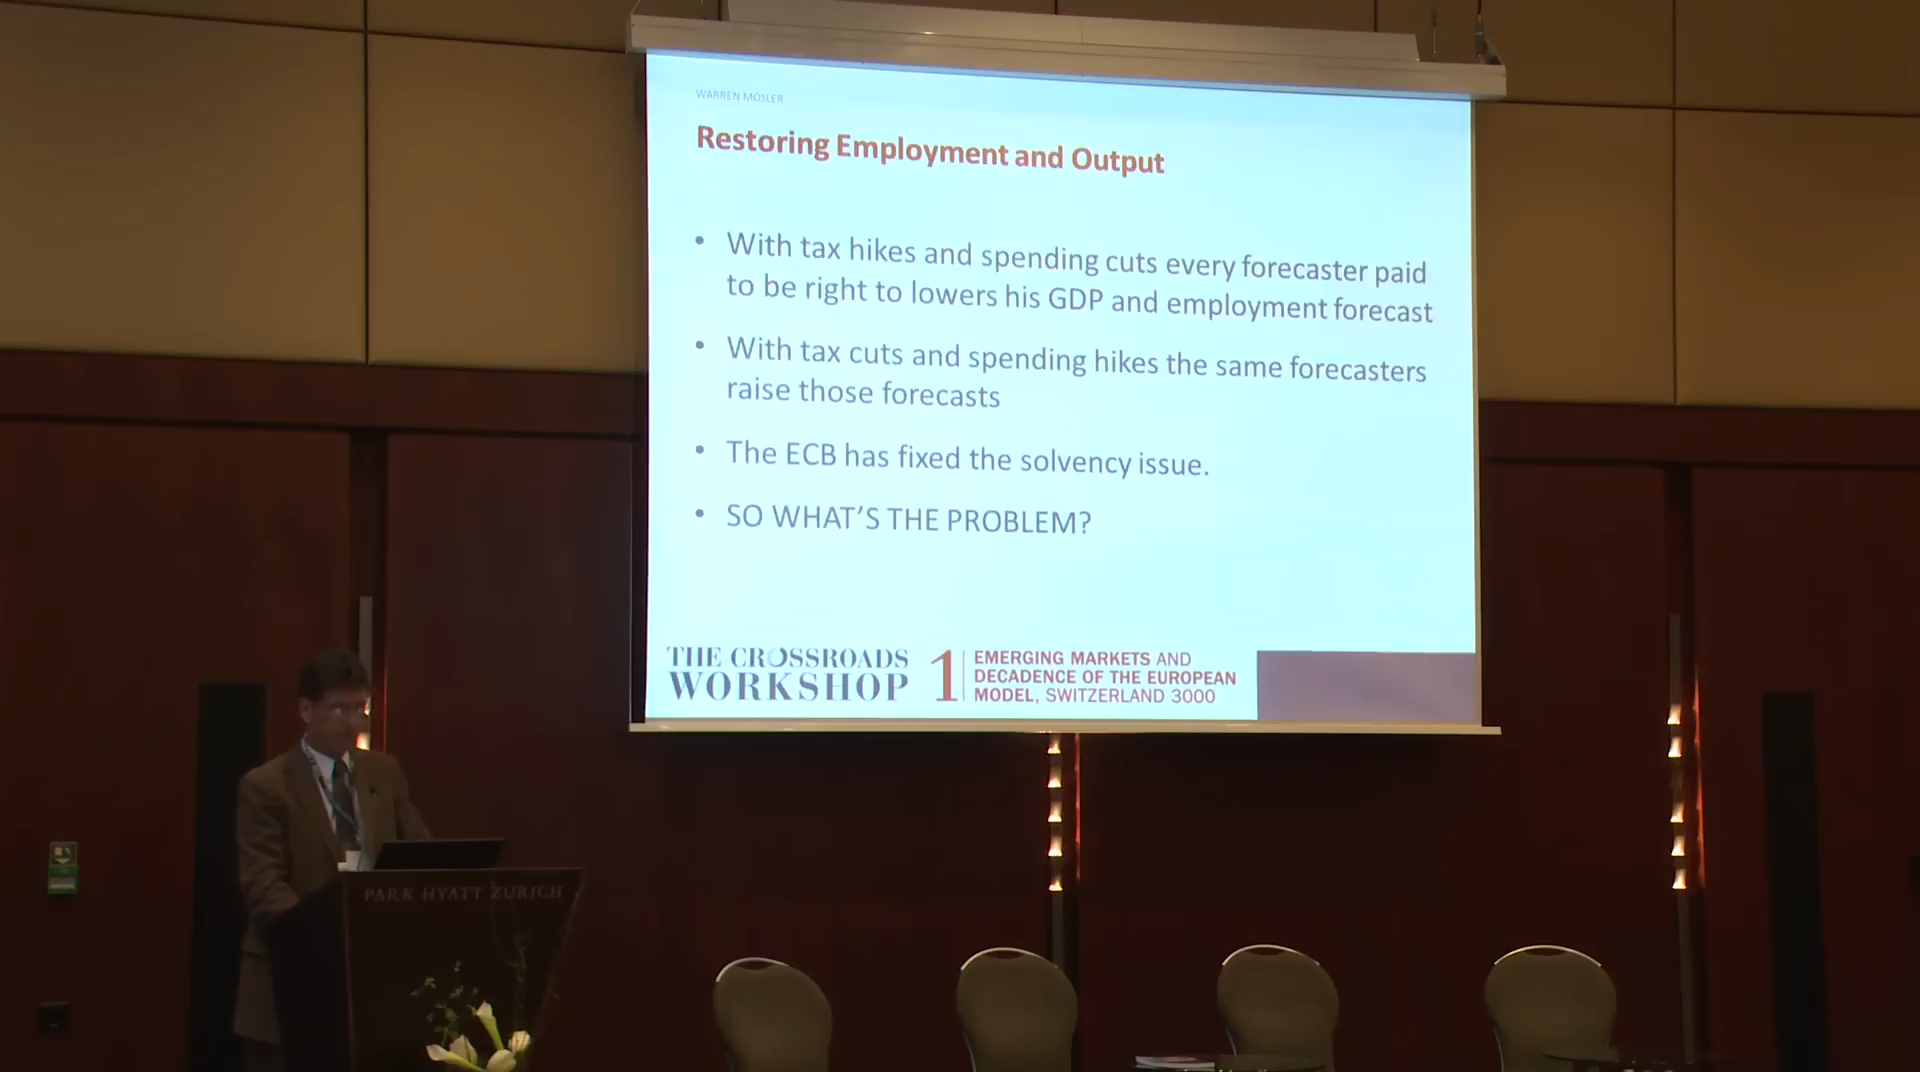 WARREN MOSLER
Restoring Employment and Output
• With tax hikes and spending cuts every forecaster paid
to be right to lowers his GDP and employment forecast
• With tax cuts and spending hikes the same forecasters
raise those forecasts
• The ECB has fixed the solvency issue.
• SO WHAT'S THE PROBLEM?
THE CROSSROADS
WORKSHOP
1
EMERGING MARKETS AND
DECADENCE OF THE EUROPEAN
MODEL, SWITZERLAND 3000
PARK HYATT ZURICH